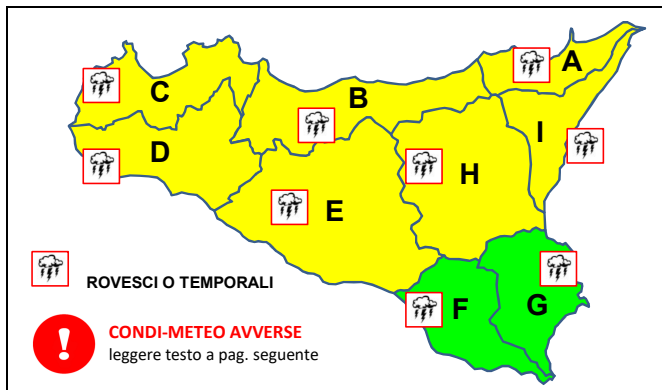 A
C
B
I
D
H
E
F
G
ROVESCI O TEMPORALI
! CONDI-METEO AVVERSE
leggere testo a pag. seguente